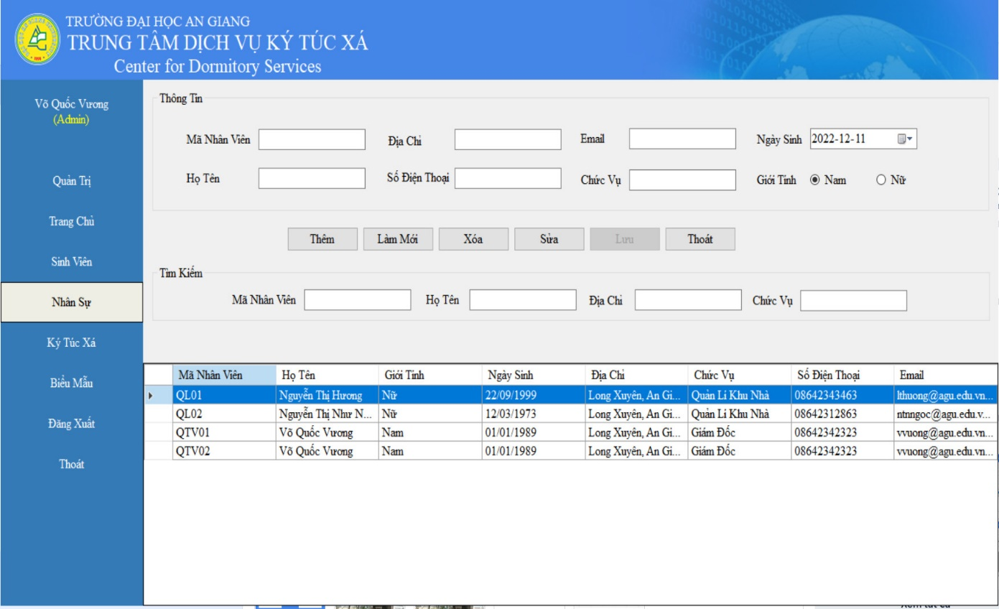 TRƯỜNG ĐẠI HỌC AN GIANG
TRUNG TÂM DỊCH VỤ KÝ TÚC XÁ
Center for Dormitory Services
Võ Quốc Vương
(Admin)
Quản Trị
Trang Chủ
Sinh Viên
Nhân Sự
Ký Túc Xá
Biểu Mẫu
Đăng Xuất
Thoát
Thông Tin
Mã Nhân Viên Địa Chỉ Email Ngày Sinh 2022-12-11
Họ Tên Số Điện Thoại Chức Vụ Giới Tính Nam Nữ
Thêm Làm Mới Xóa Sửa Lưu Thoát
Tìm Kiếm
Mã Nhân Viên Họ Tên Địa Chỉ Chức Vụ
Mã Nhân Viên Họ Tên Giới Tính Ngày Sinh Địa Chỉ Chức Vụ Số Điện Thoại Email
QL01 Nguyễn Thị Hương Nữ 22/09/1999 Long Xuyên, An Gi... Quản Lí Khu Nhà 08642343463 lthuong@agu.edu.vn...
QL02 Nguyễn Thị Như N... Nữ 12/03/1973 Long Xuyên, An Gi... Quản Lí Khu Nhà 08642312863 ntnngoc@agu.edu.v...
QTV01 Võ Quốc Vương Nam 01/01/1989 Long Xuyên, An Gi... Giám Đốc 08642342323 vvuong@agu.edu.vn...
QTV02 Võ Quốc Vương Nam 01/01/1989 Long Xuyên, An Gi... Giám Đốc 08642342323 vvuong@agu.edu.vn...